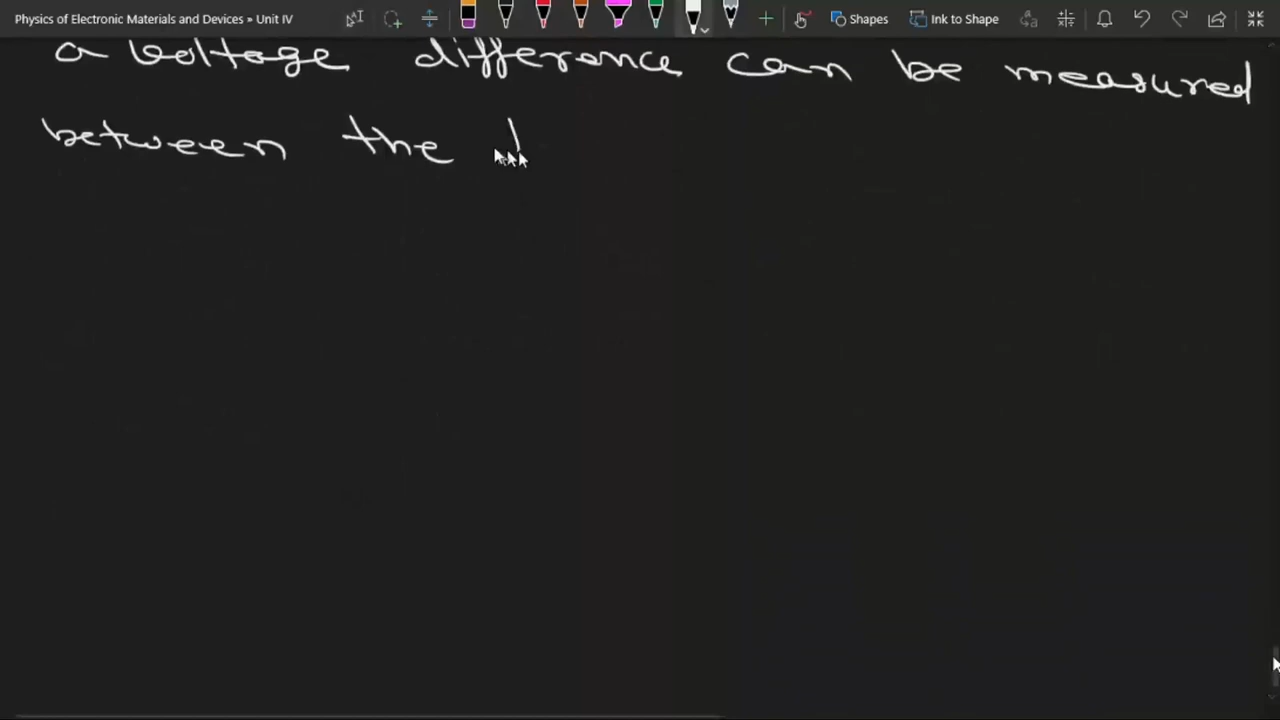 Physics of Electronic Materials and Devices » Unit IV
Shapes
Ink to Shape
a voltage difference can be measured
between the